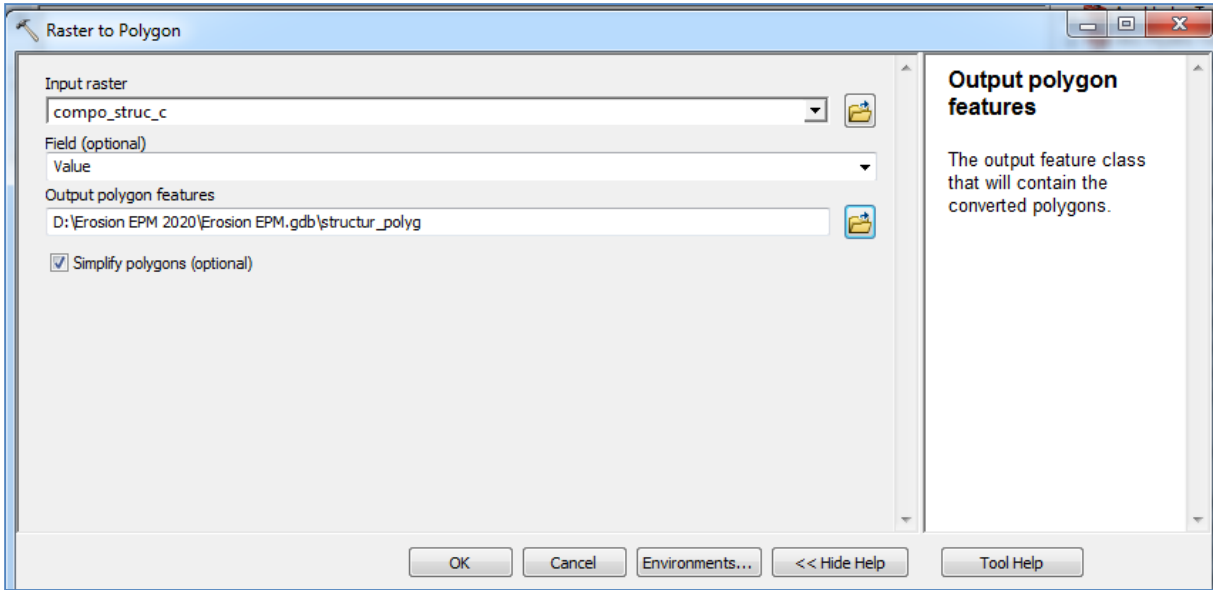 Raster to Polygon
Input raster
compo_struc_c
Field (optional)
Value
Output polygon features
D:\Erosion EPM 2020\Erosion EPM.gdb\structur_polyg
Simplify polygons (optional)
Output polygon
features
The output feature class
that will contain the
converted polygons.
OK
Cancel
Environments...
<< Hide Help
Tool Help